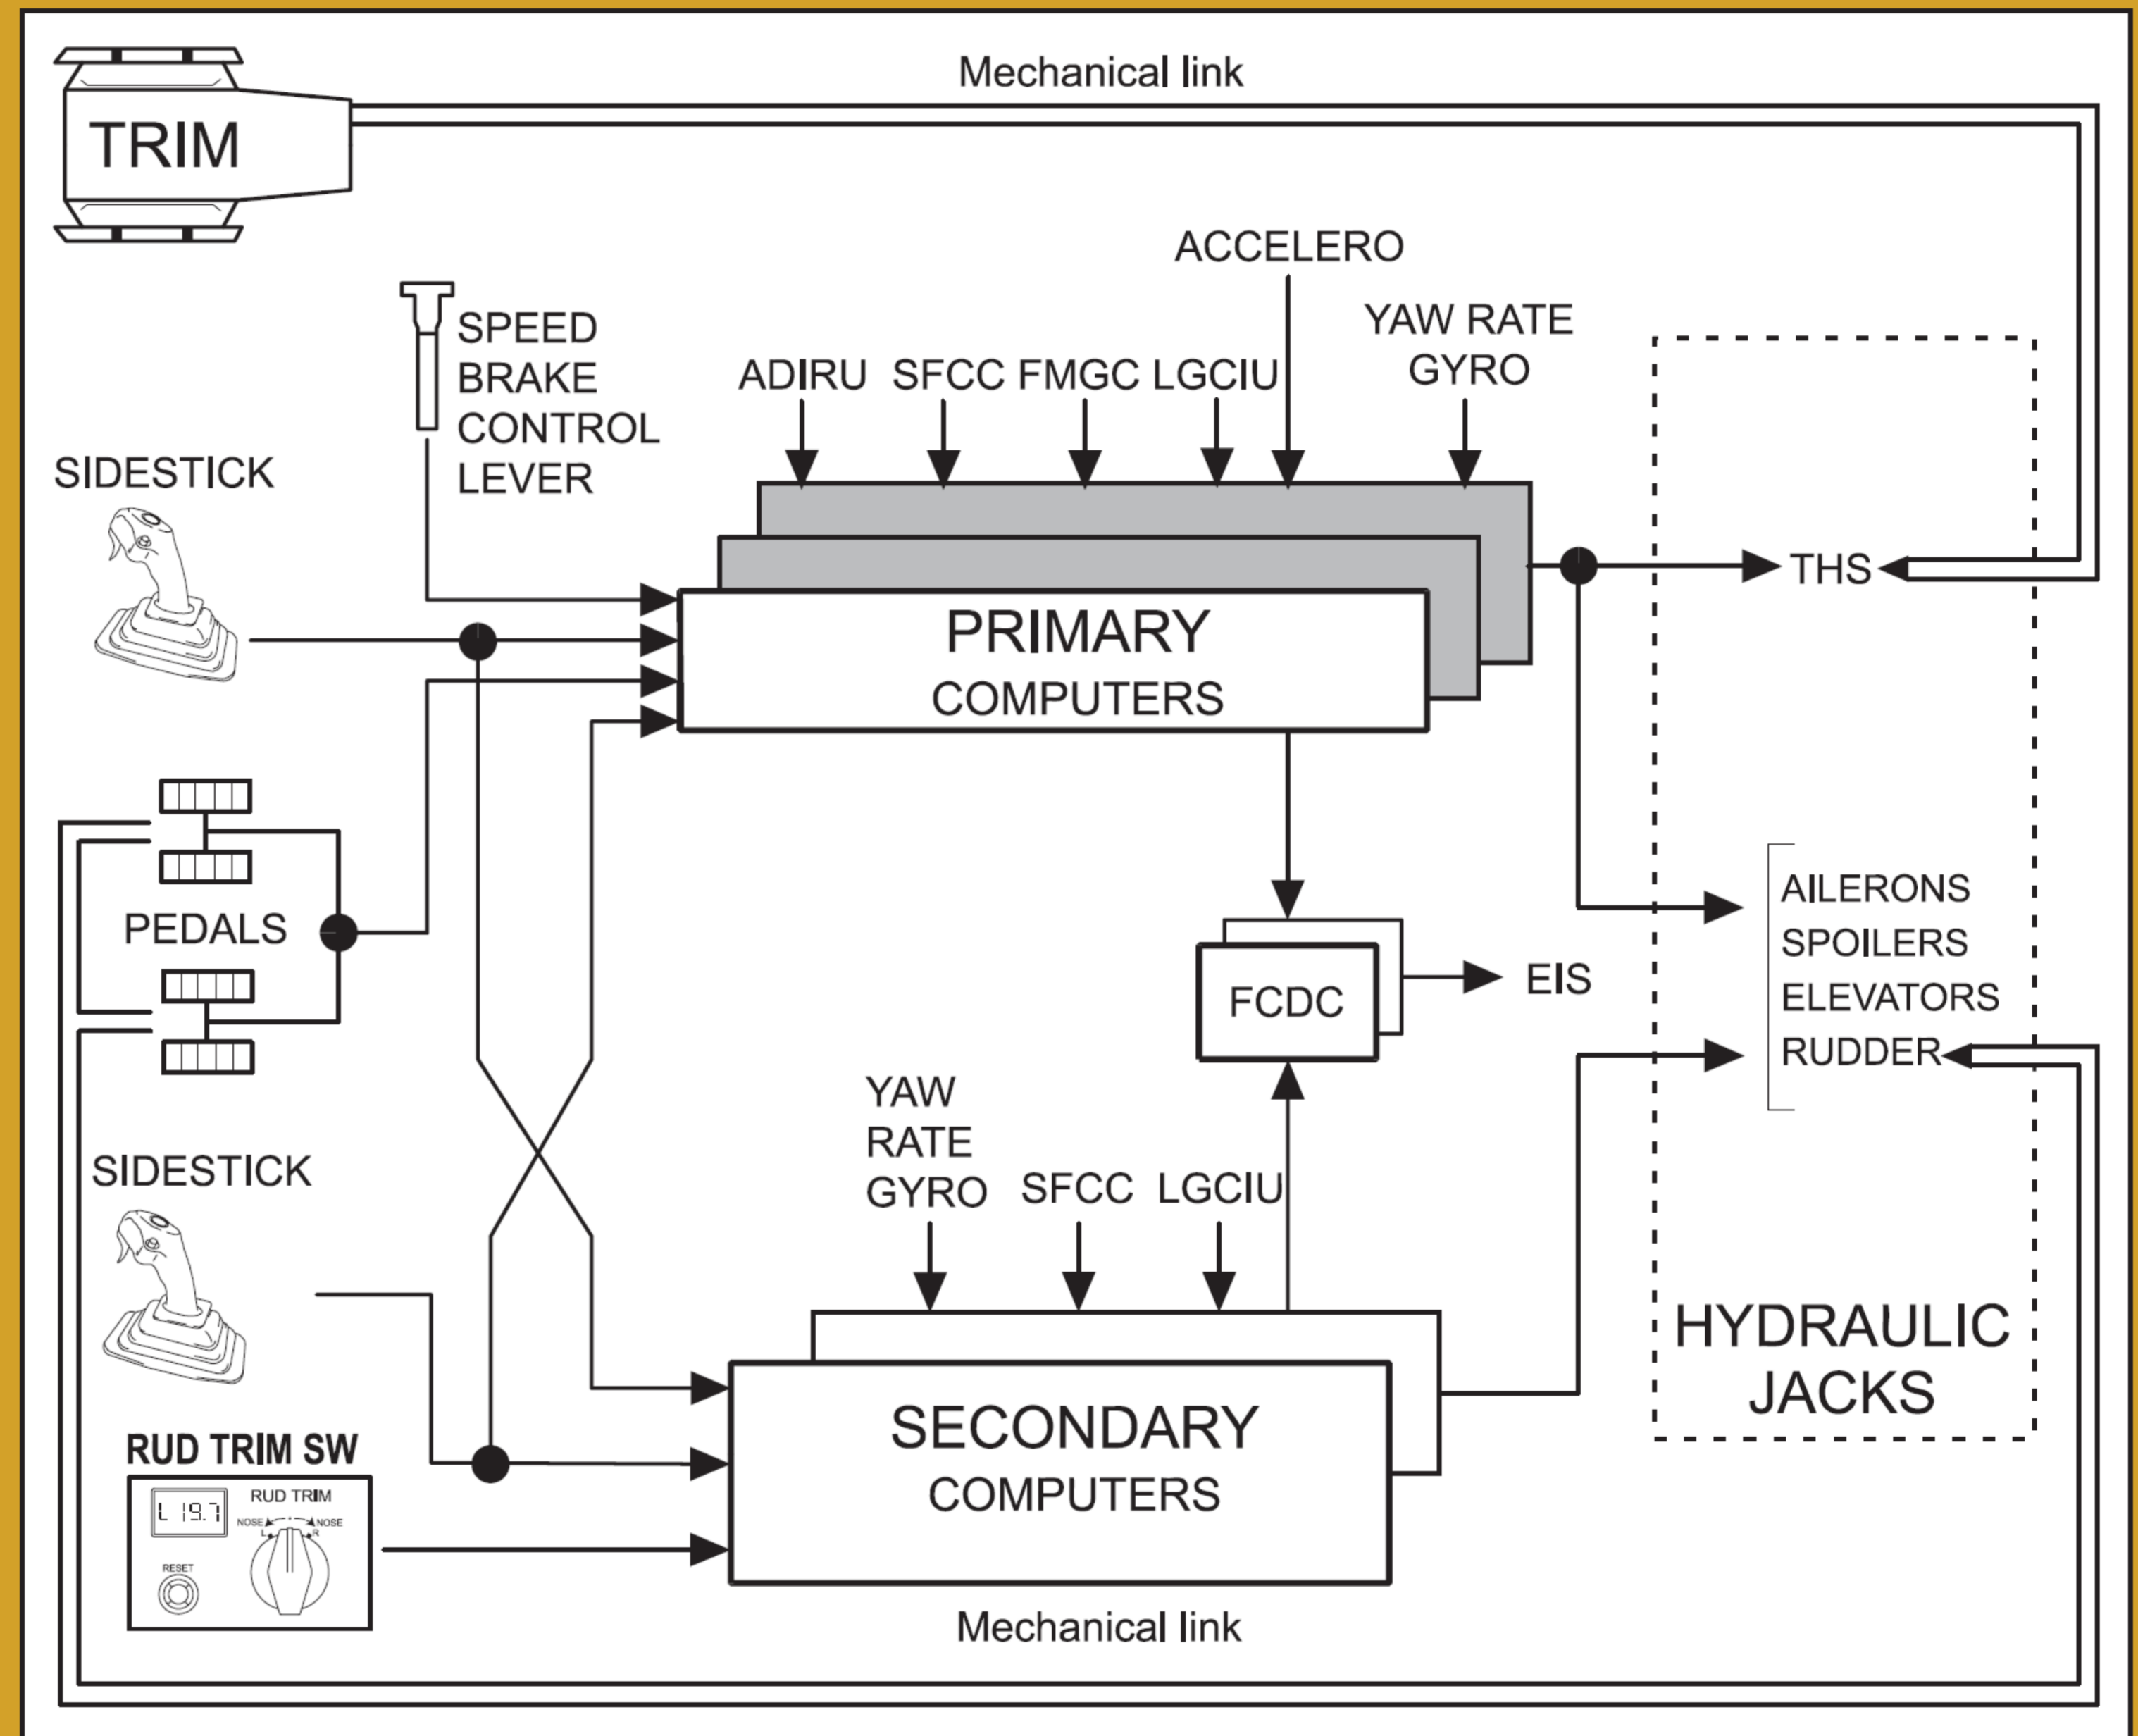 Mechanical link
TRIM
ACCELERO
YAW RATE
GYRO
SPEED
BRAKE
CONTROL
LEVER
ADIRU SFCC FMGC LGCIU
SIDESTICK
THS
PRIMARY
COMPUTERS
PEDALS
AILERONS
SPOILERS
ELEVATORS
RUDDER
FCDC
EIS
YAW
RATE
GYRO
SFCC LGCIU
SIDESTICK
HYDRAULIC
JACKS
SECONDARY
COMPUTERS
RUD TRIM SW
RUD TRIM
L 19.7
NOSE NOSE
L R
RESET
Mechanical link